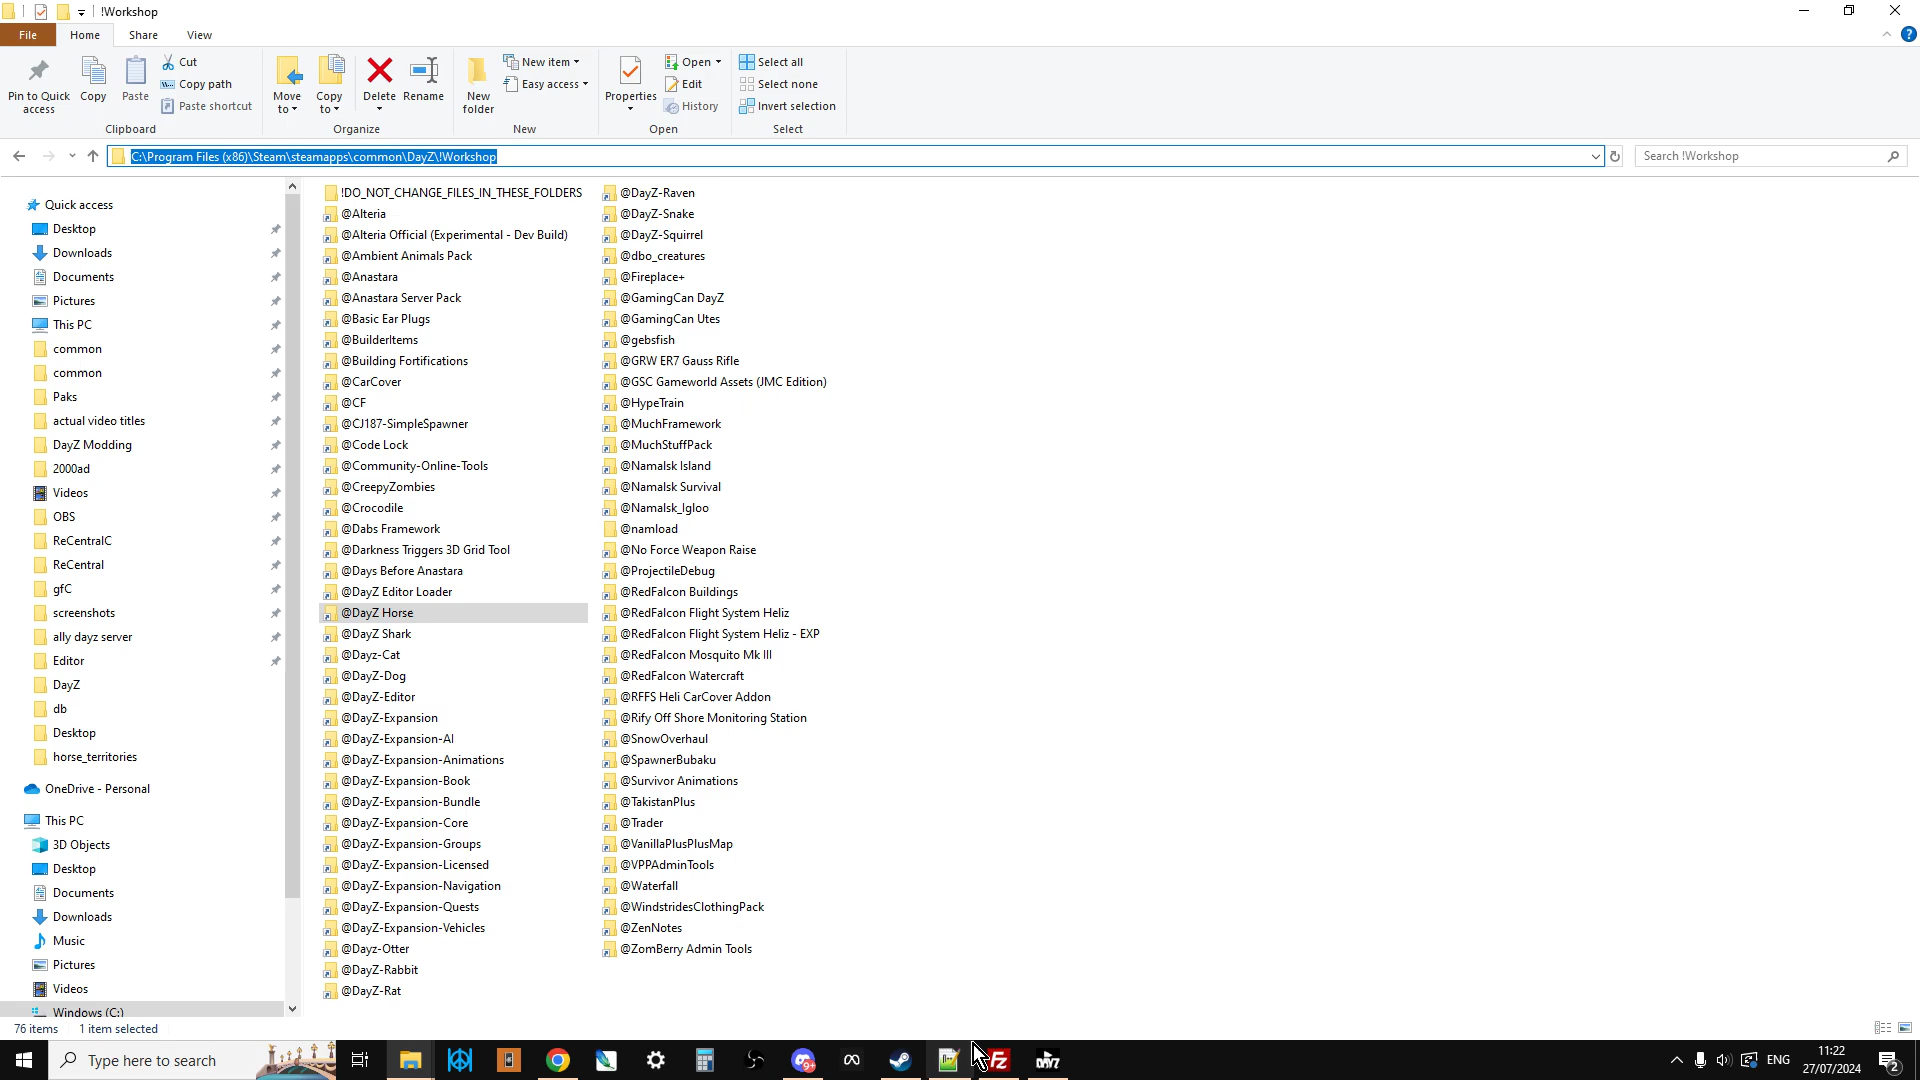 !Workshop
File
Home
Share
View
Pin to Quick access
Copy
Paste
Cut
Copy path
Paste shortcut
Clipboard
Move to
Copy to
Delete
Rename
Organize
New folder
New item
Easy access
New
Properties
Open
Edit
History
Open
Select all
Select none
Invert selection
Select
C:\Program Files (x86)\Steam\steamapps\common\DayZ\!Workshop
Search !Workshop
Quick access
Desktop
Downloads
Documents
Pictures
This PC
common
common
Paks
actual video titles
DayZ Modding
2000ad
Videos
OBS
ReCentralC
ReCentral
gfC
screenshots
ally dayz server
Editor
DayZ
db
Desktop
horse_territories
OneDrive - Personal
This PC
3D Objects
Desktop
Documents
Downloads
Music
Pictures
Videos
Windows (C:)
!DO_NOT_CHANGE_FILES_IN_THESE_FOLDERS
@Alteria
@Alteria Official (Experimental - Dev Build)
@Ambient Animals Pack
@Anastara
@Anastara Server Pack
@Basic Ear Plugs
@BuilderItems
@Building Fortifications
@CarCover
@CF
@CJ187-SimpleSpawner
@Code Lock
@Community-Online-Tools
@CreepyZombies
@Crocodile
@Dabs Framework
@Darkness Triggers 3D Grid Tool
@Days Before Anastara
@DayZ Editor Loader
@DayZ Horse
@DayZ Shark
@Dayz-Cat
@DayZ-Dog
@DayZ-Editor
@DayZ-Expansion
@DayZ-Expansion-AI
@DayZ-Expansion-Animations
@DayZ-Expansion-Book
@DayZ-Expansion-Bundle
@DayZ-Expansion-Core
@DayZ-Expansion-Groups
@DayZ-Expansion-Licensed
@DayZ-Expansion-Navigation
@DayZ-Expansion-Quests
@DayZ-Expansion-Vehicles
@Dayz-Otter
@DayZ-Rabbit
@DayZ-Rat
@DayZ-Raven
@DayZ-Snake
@DayZ-Squirrel
@dbo_creatures
@Fireplace+
@GamingCan DayZ
@GamingCan Utes
@gebsfish
@GRW ER7 Gauss Rifle
@GSC Gameworld Assets (JMC Edition)
@HypeTrain
@MuchFramework
@MuchStuffPack
@Namalsk Island
@Namalsk Survival
@Namalsk_Igloo
@namload
@No Force Weapon Raise
@ProjectileDebug
@RedFalcon Buildings
@RedFalcon Flight System Heliz
@RedFalcon Flight System Heliz - EXP
@RedFalcon Mosquito Mk III
@RedFalcon Watercraft
@RFFS Heli CarCover Addon
@Rify Off Shore Monitoring Station
@SnowOverhaul
@SpawnerBubaku
@Survivor Animations
@TakistanPlus
@Trader
@VanillaPlusPlusMap
@VPPAdminTools
@Waterfall
@WindstridesClothingPack
@ZenNotes
@ZomBerry Admin Tools
76 items
1 item selected
Type here to search
9+
FZ
DAYZ
ENG
11:22
27/07/2024
2